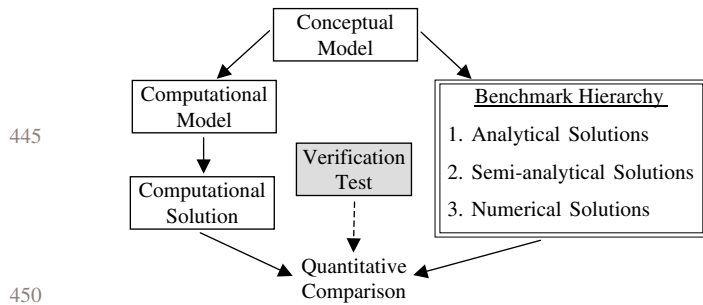 Conceptual
Model
Computational
Model
Benchmark Hierarchy
1. Analytical Solutions
2. Semi-analytical Solutions
3. Numerical Solutions
445
Verification
Test
Computational
Solution
Quantitative
Comparison
450